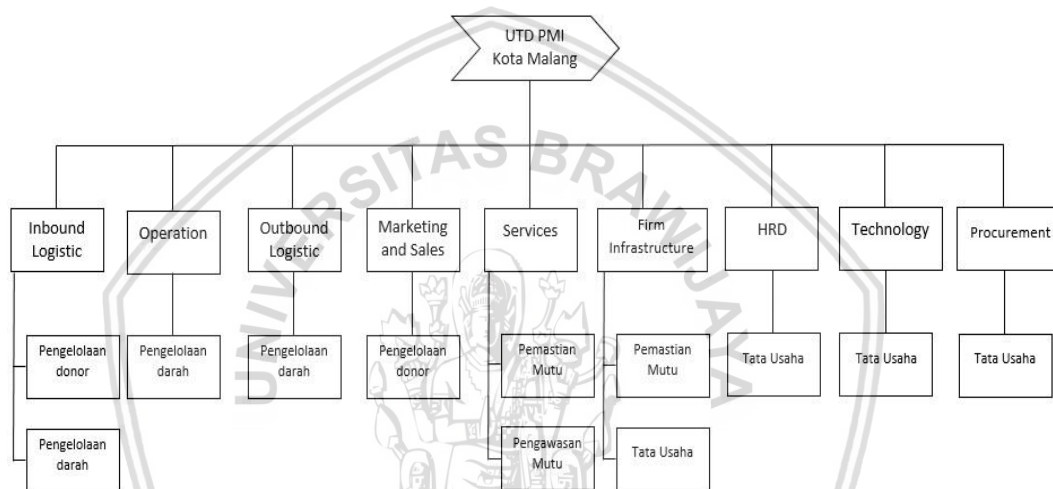 UTD PMI
Kota Malang
UNIVERSITAS BRAWIJAYA
Inbound
Logistic
Operation
Outbound
Logistic
Marketing
and Sales
Services
Firm
Infrastructure
HRD
Technology
Procurement
Pengelolaan
donor
Pengelolaan
darah
Pengelolaan
darah
Pengelolaan
donor
Pemastian
Mutu
Pemastian
Mutu
Tata Usaha
Tata Usaha
Tata Usaha
Pengelolaan
darah
Pengawasan
Mutu
Tata Usaha